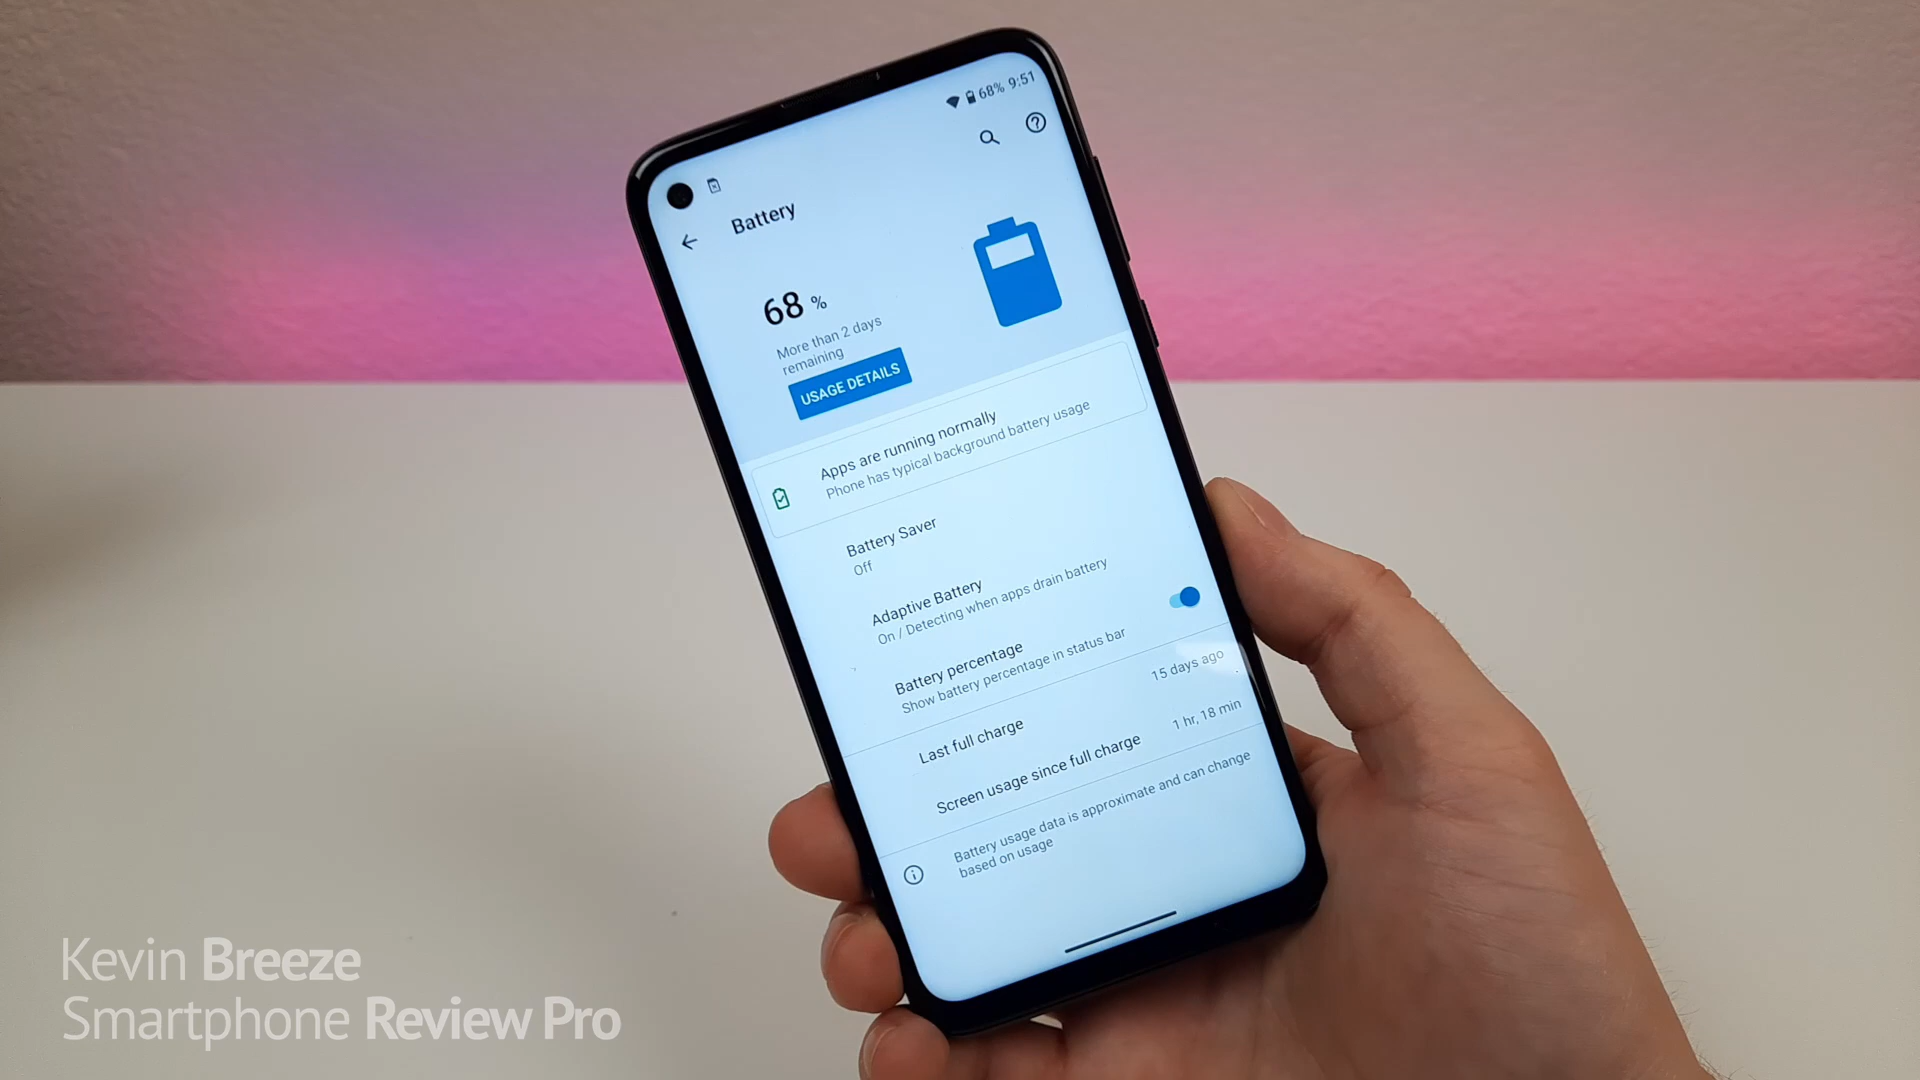 68% 9:51
Battery
68 %
More than 2 days
remaining
USAGE DETAILS
Apps are running normally
Phone has typical background battery usage
Battery Saver
Off
Adaptive Battery
On / Detecting when apps drain battery
Battery percentage
Show battery percentage in status bar
Last full charge
15 days ago
Screen usage since full charge
1 hr, 18 min
Battery usage data is approximate and can change
based on usage
Kevin Breeze
Smartphone Review Pro